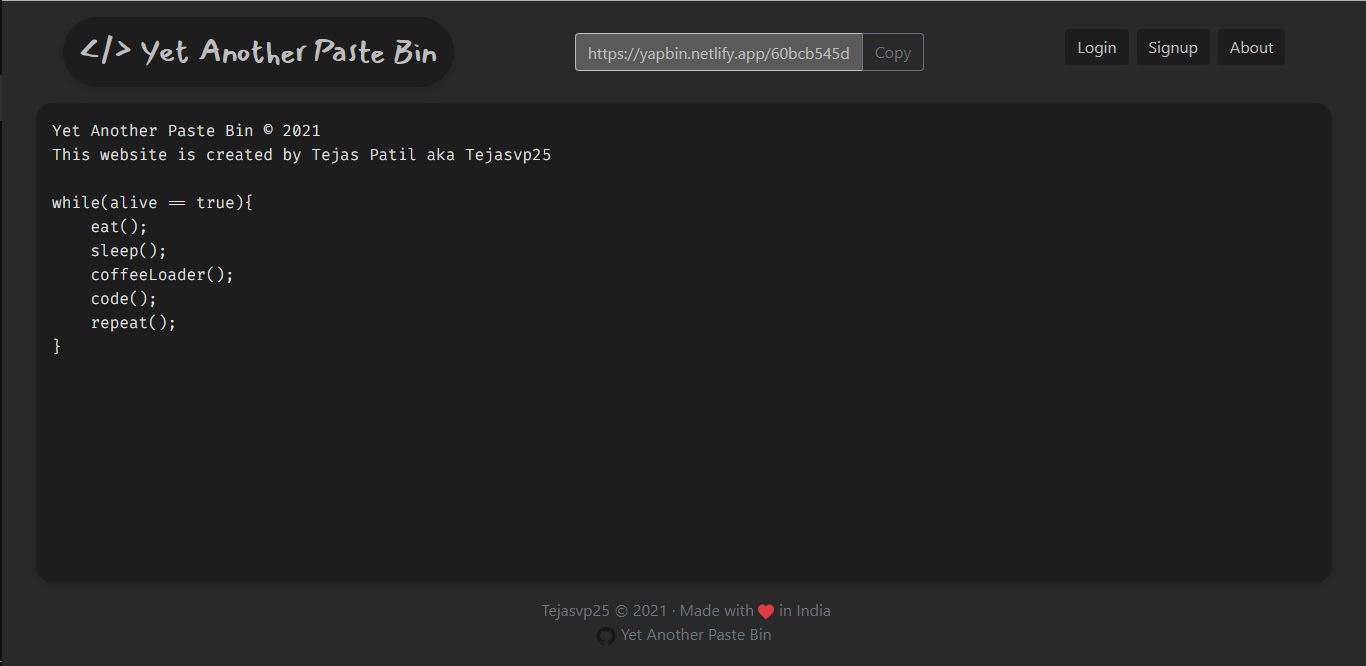 </> Yet Another Paste Bin
https://yapbin.netlify.app/60bcb545d
Copy
Login
Signup
About
Yet Another Paste Bin © 2021
This website is created by Tejas Patil aka Tejasvp25
while(alive == true){
    eat();
    sleep();
    coffeeLoader();
    code();
    repeat();
}
Tejasvp25 © 2021 · Made with ❤️ in India
Yet Another Paste Bin